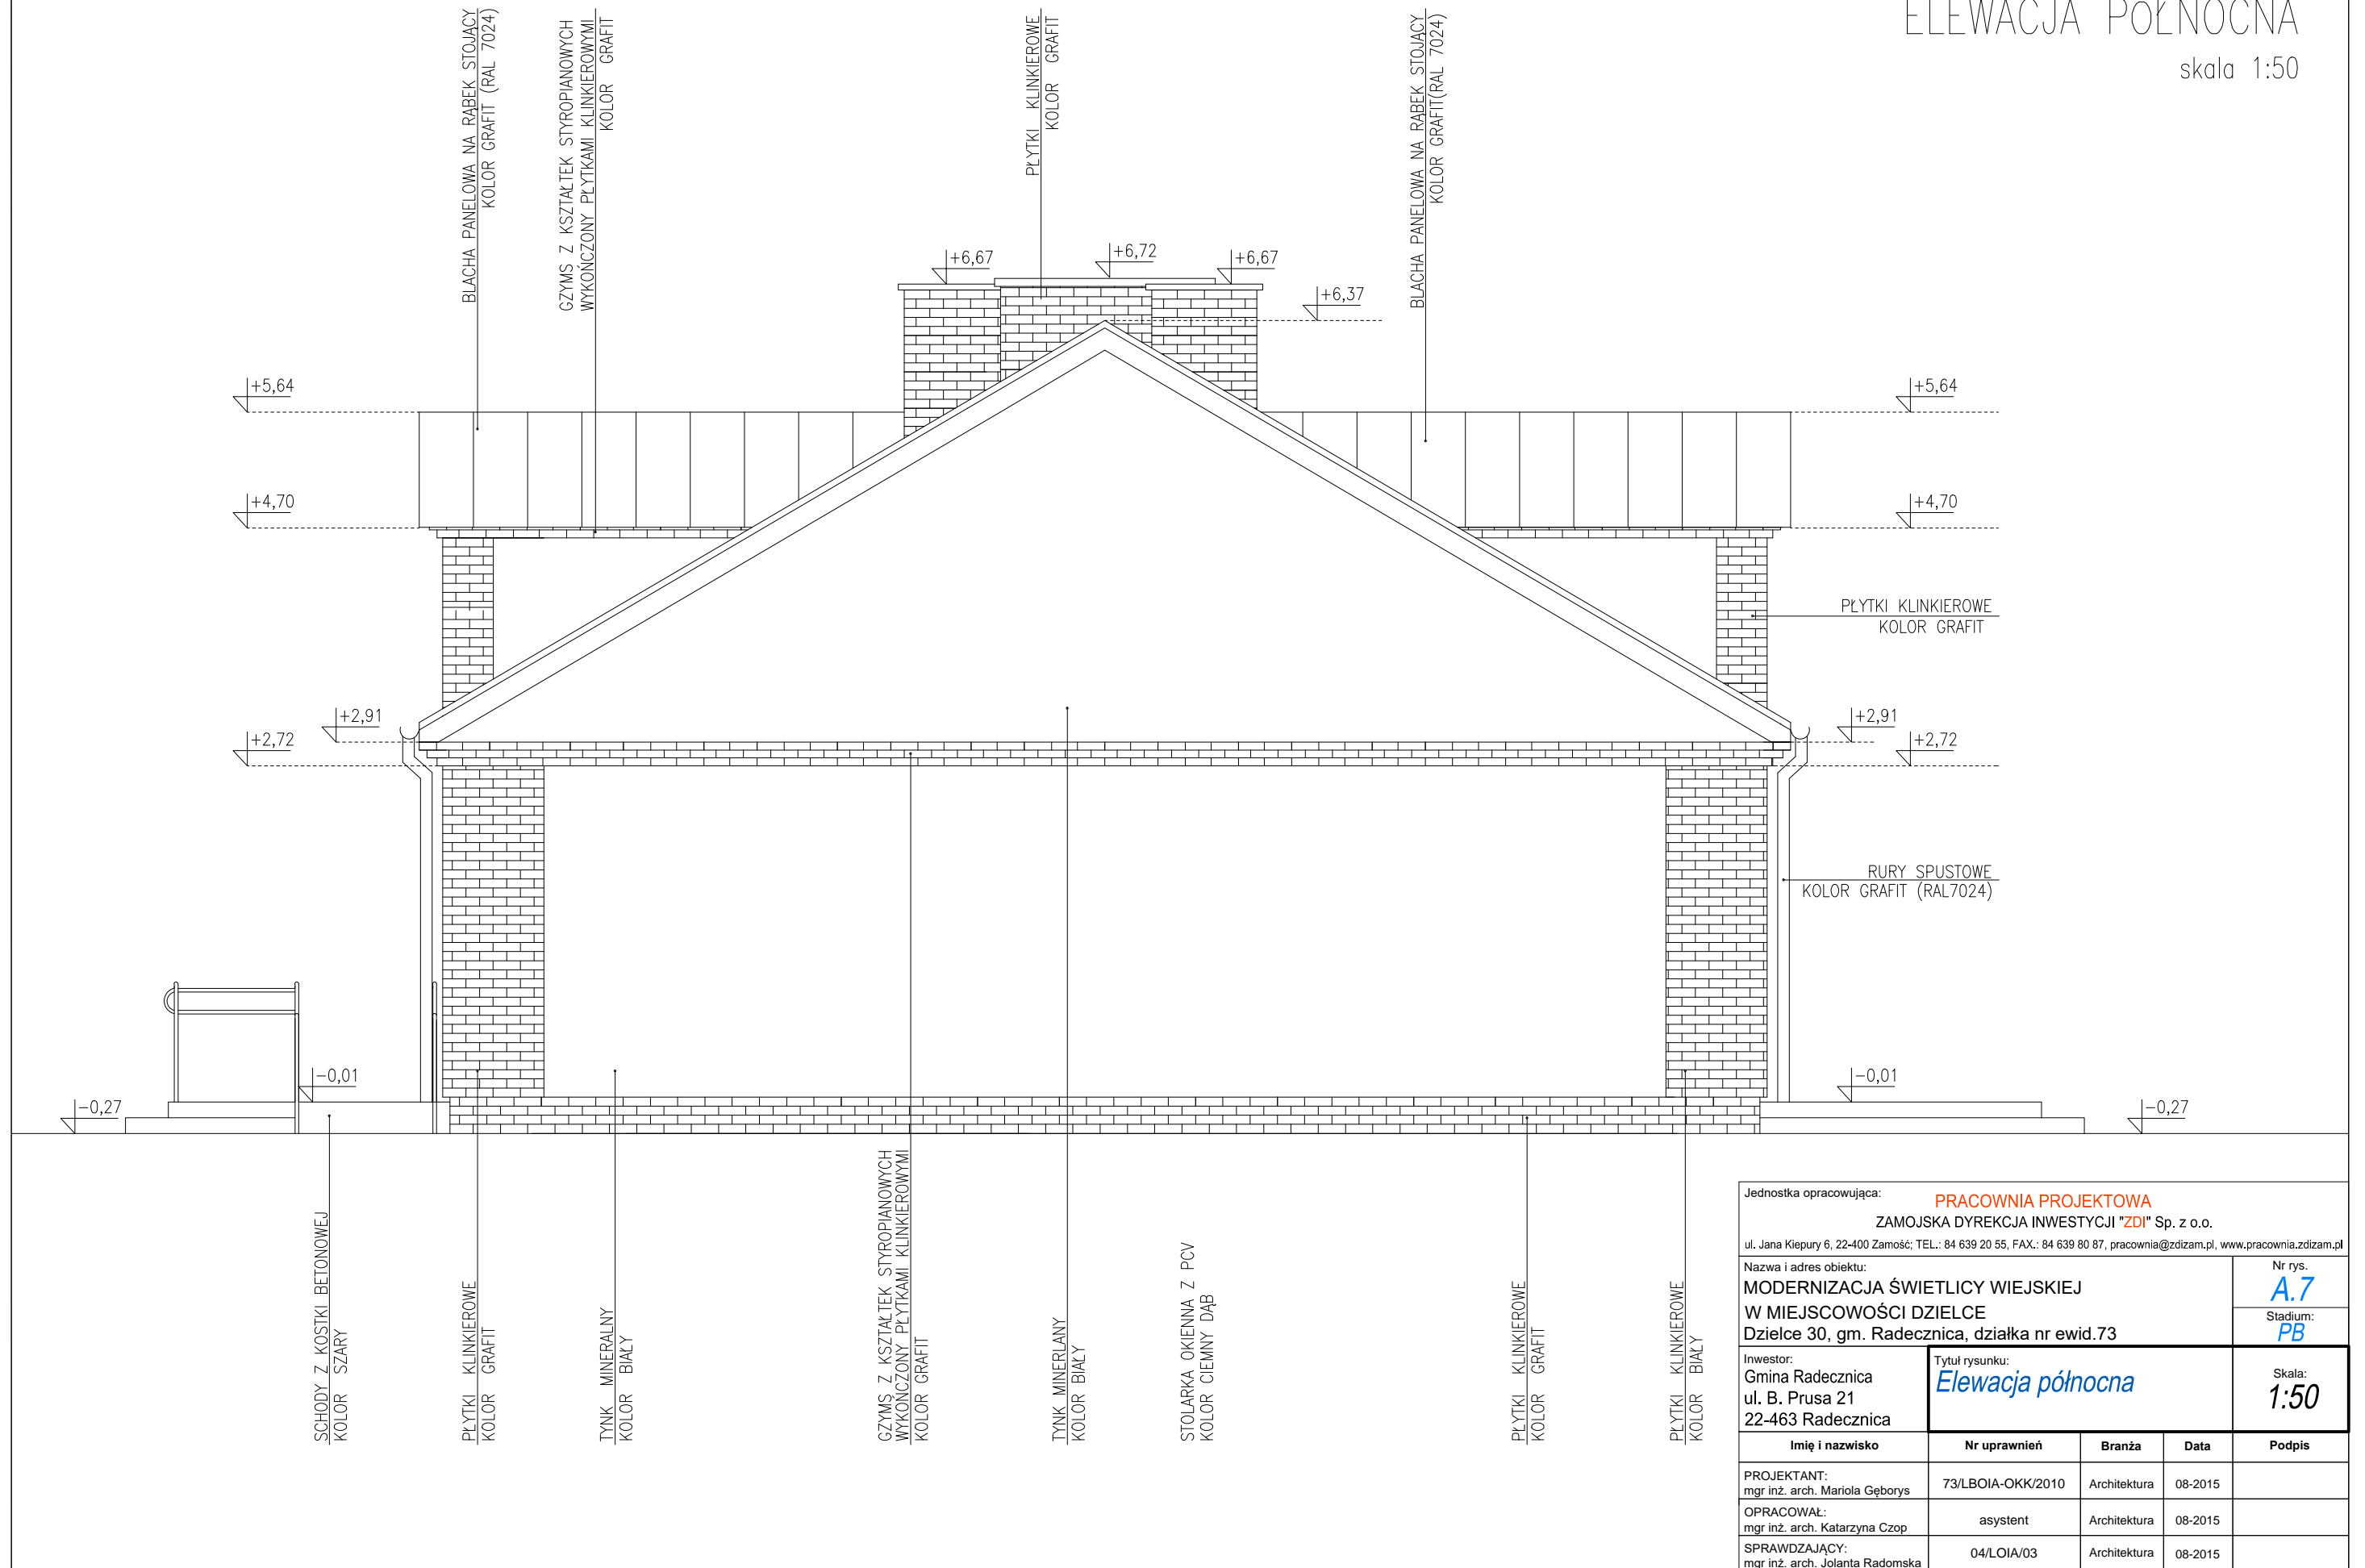 ELEWACJA PÓŁNOCNA
skala 1:50
BLACHA PANELOWA NA RĄBEK STOJĄCY
KOLOR GRAFIT (RAL 7024)
GZYMS Z KSZTAŁTEK STYROPIANOWYCH
WYKOŃCZONY PŁYTKAMI KLINKIEROWYMI
KOLOR GRAFIT
PŁYTKI KLINKIEROWE
KOLOR GRAFIT
BLACHA PANELOWA NA RĄBEK STOJĄCY
KOLOR GRAFIT(RAL 7024)
+6,67
+6,72
+6,67
+6,37
+5,64
+5,64
+4,70
+4,70
PŁYTKI KLINKIEROWE
KOLOR GRAFIT
+2,91
+2,91
+2,72
+2,72
RURY SPUSTOWE
KOLOR GRAFIT (RAL7024)
-0,01
-0,01
-0,27
-0,27
SCHODY Z KOSTKI BETONOWEJ
KOLOR SZARY
PŁYTKI KLINKIEROWE
KOLOR GRAFIT
TYNK MINERALNY
KOLOR BIAŁY
GZYMS Z KSZTAŁTEK STYROPIANOWYCH
WYKOŃCZONY PŁYTKAMI KLINKIEROWYMI
KOLOR GRAFIT
TYNK MINERLANY
KOLOR BIAŁY
STOLARKA OKIENNA Z PCV
KOLOR CIEMNY DĄB
PŁYTKI KLINKIEROWE
KOLOR GRAFIT
PŁYTKI KLINKIEROWE
KOLOR BIAŁY
Jednostka opracowująca:
PRACOWNIA PROJEKTOWA
ZAMOJSKA DYREKCJA INWESTYCJI "ZDI" Sp. z o.o.
ul. Jana Kiepury 6, 22-400 Zamość; TEL.: 84 639 20 55, FAX.: 84 639 80 87, pracownia@zdizam.pl, www.pracownia.zdizam.pl
Nazwa i adres obiektu:
MODERNIZACJA ŚWIETLICY WIEJSKIEJ
W MIEJSCOWOŚCI DZIELCE
Dzielce 30, gm. Radecznica, działka nr ewid.73
Nr rys.
A.7
Stadium:
PB
Inwestor:
Gmina Radecznica
ul. B. Prusa 21
22-463 Radecznica
Tytuł rysunku:
Elewacja północna
Skala:
1:50
Imię i nazwisko Nr uprawnień Branża Data Podpis
PROJEKTANT:
mgr inż. arch. Mariola Gęborys 73/LBOIA-OKK/2010 Architektura 08-2015
OPRACOWAŁ:
mgr inż. arch. Katarzyna Czop asystent Architektura 08-2015
SPRAWDZAJĄCY:
mgr inż. arch. Jolanta Radomska 04/LOIA/03 Architektura 08-2015